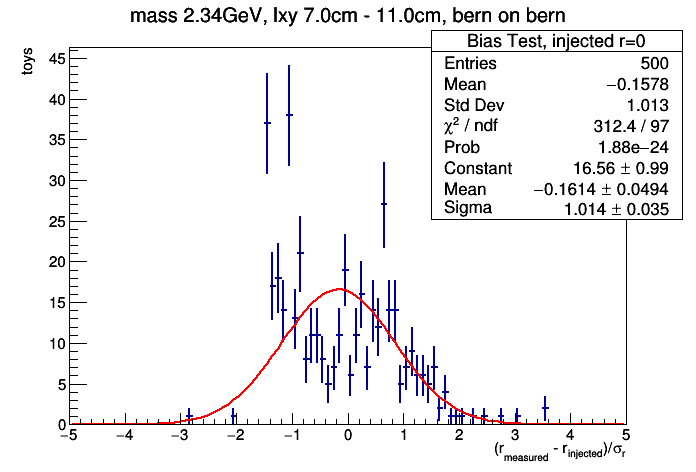 mass 2.34GeV, lxy 7.0cm - 11.0cm, bern on bern
Bias Test, injected r=0
Entries 500
Mean −0.1578
Std Dev 1.013
χ² / ndf 312.4 / 97
Prob 1.88e−24
Constant 16.56 ± 0.99
Mean −0.1614 ± 0.0494
Sigma 1.014 ± 0.035
toys
45
40
35
30
25
20
15
10
5
0
−5 −4 −3 −2 −1 0 1 2 3 4 5
(r_measured - r_injected)/σ_r